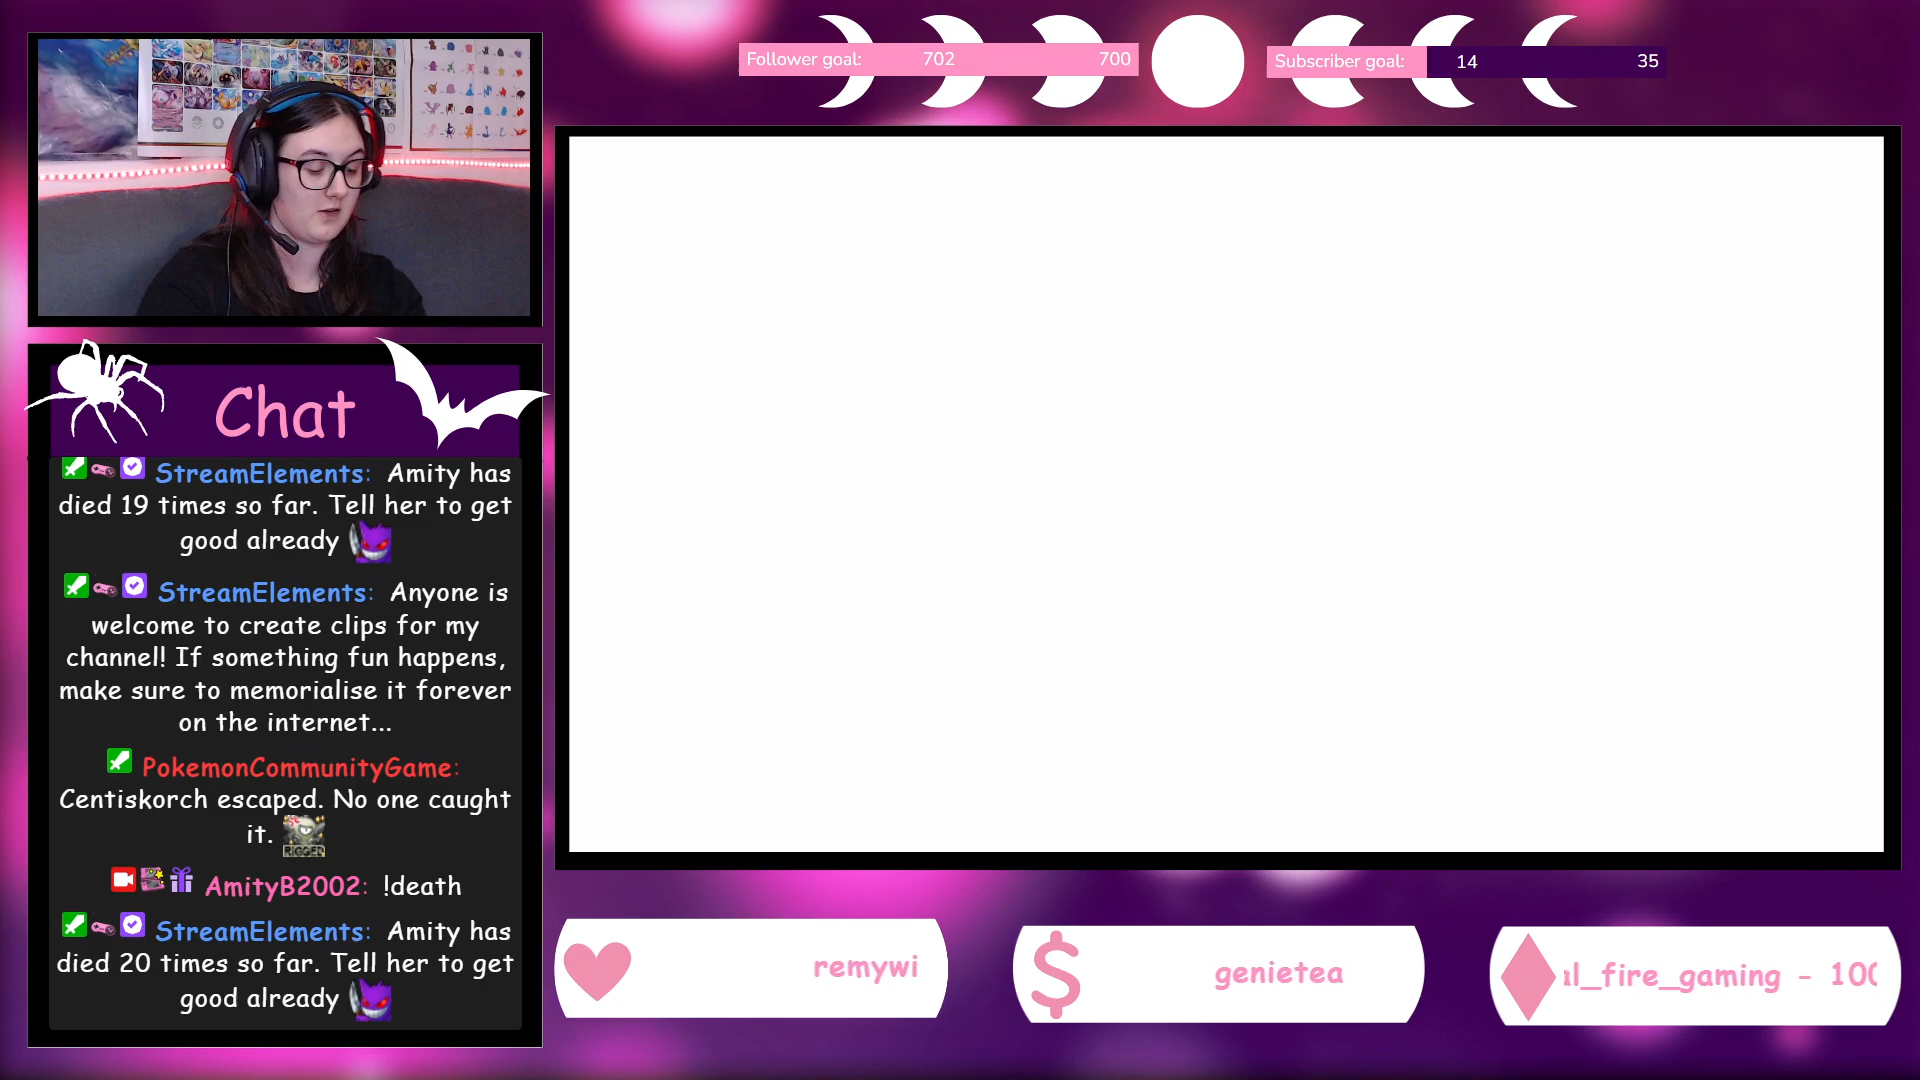 Follower goal: 702 700
Subscriber goal: 14 35
Chat
StreamElements: Amity has
died 19 times so far. Tell her to get
good already
StreamElements: Anyone is
welcome to create clips for my
channel! If something fun happens,
make sure to memorialise it forever
on the internet...
PokemonCommunityGame:
Centiskorch escaped. No one caught
it.
RIGGED
AmityB2002: !death
StreamElements: Amity has
died 20 times so far. Tell her to get
good already
remywi
$ genietea
al_fire_gaming - 100